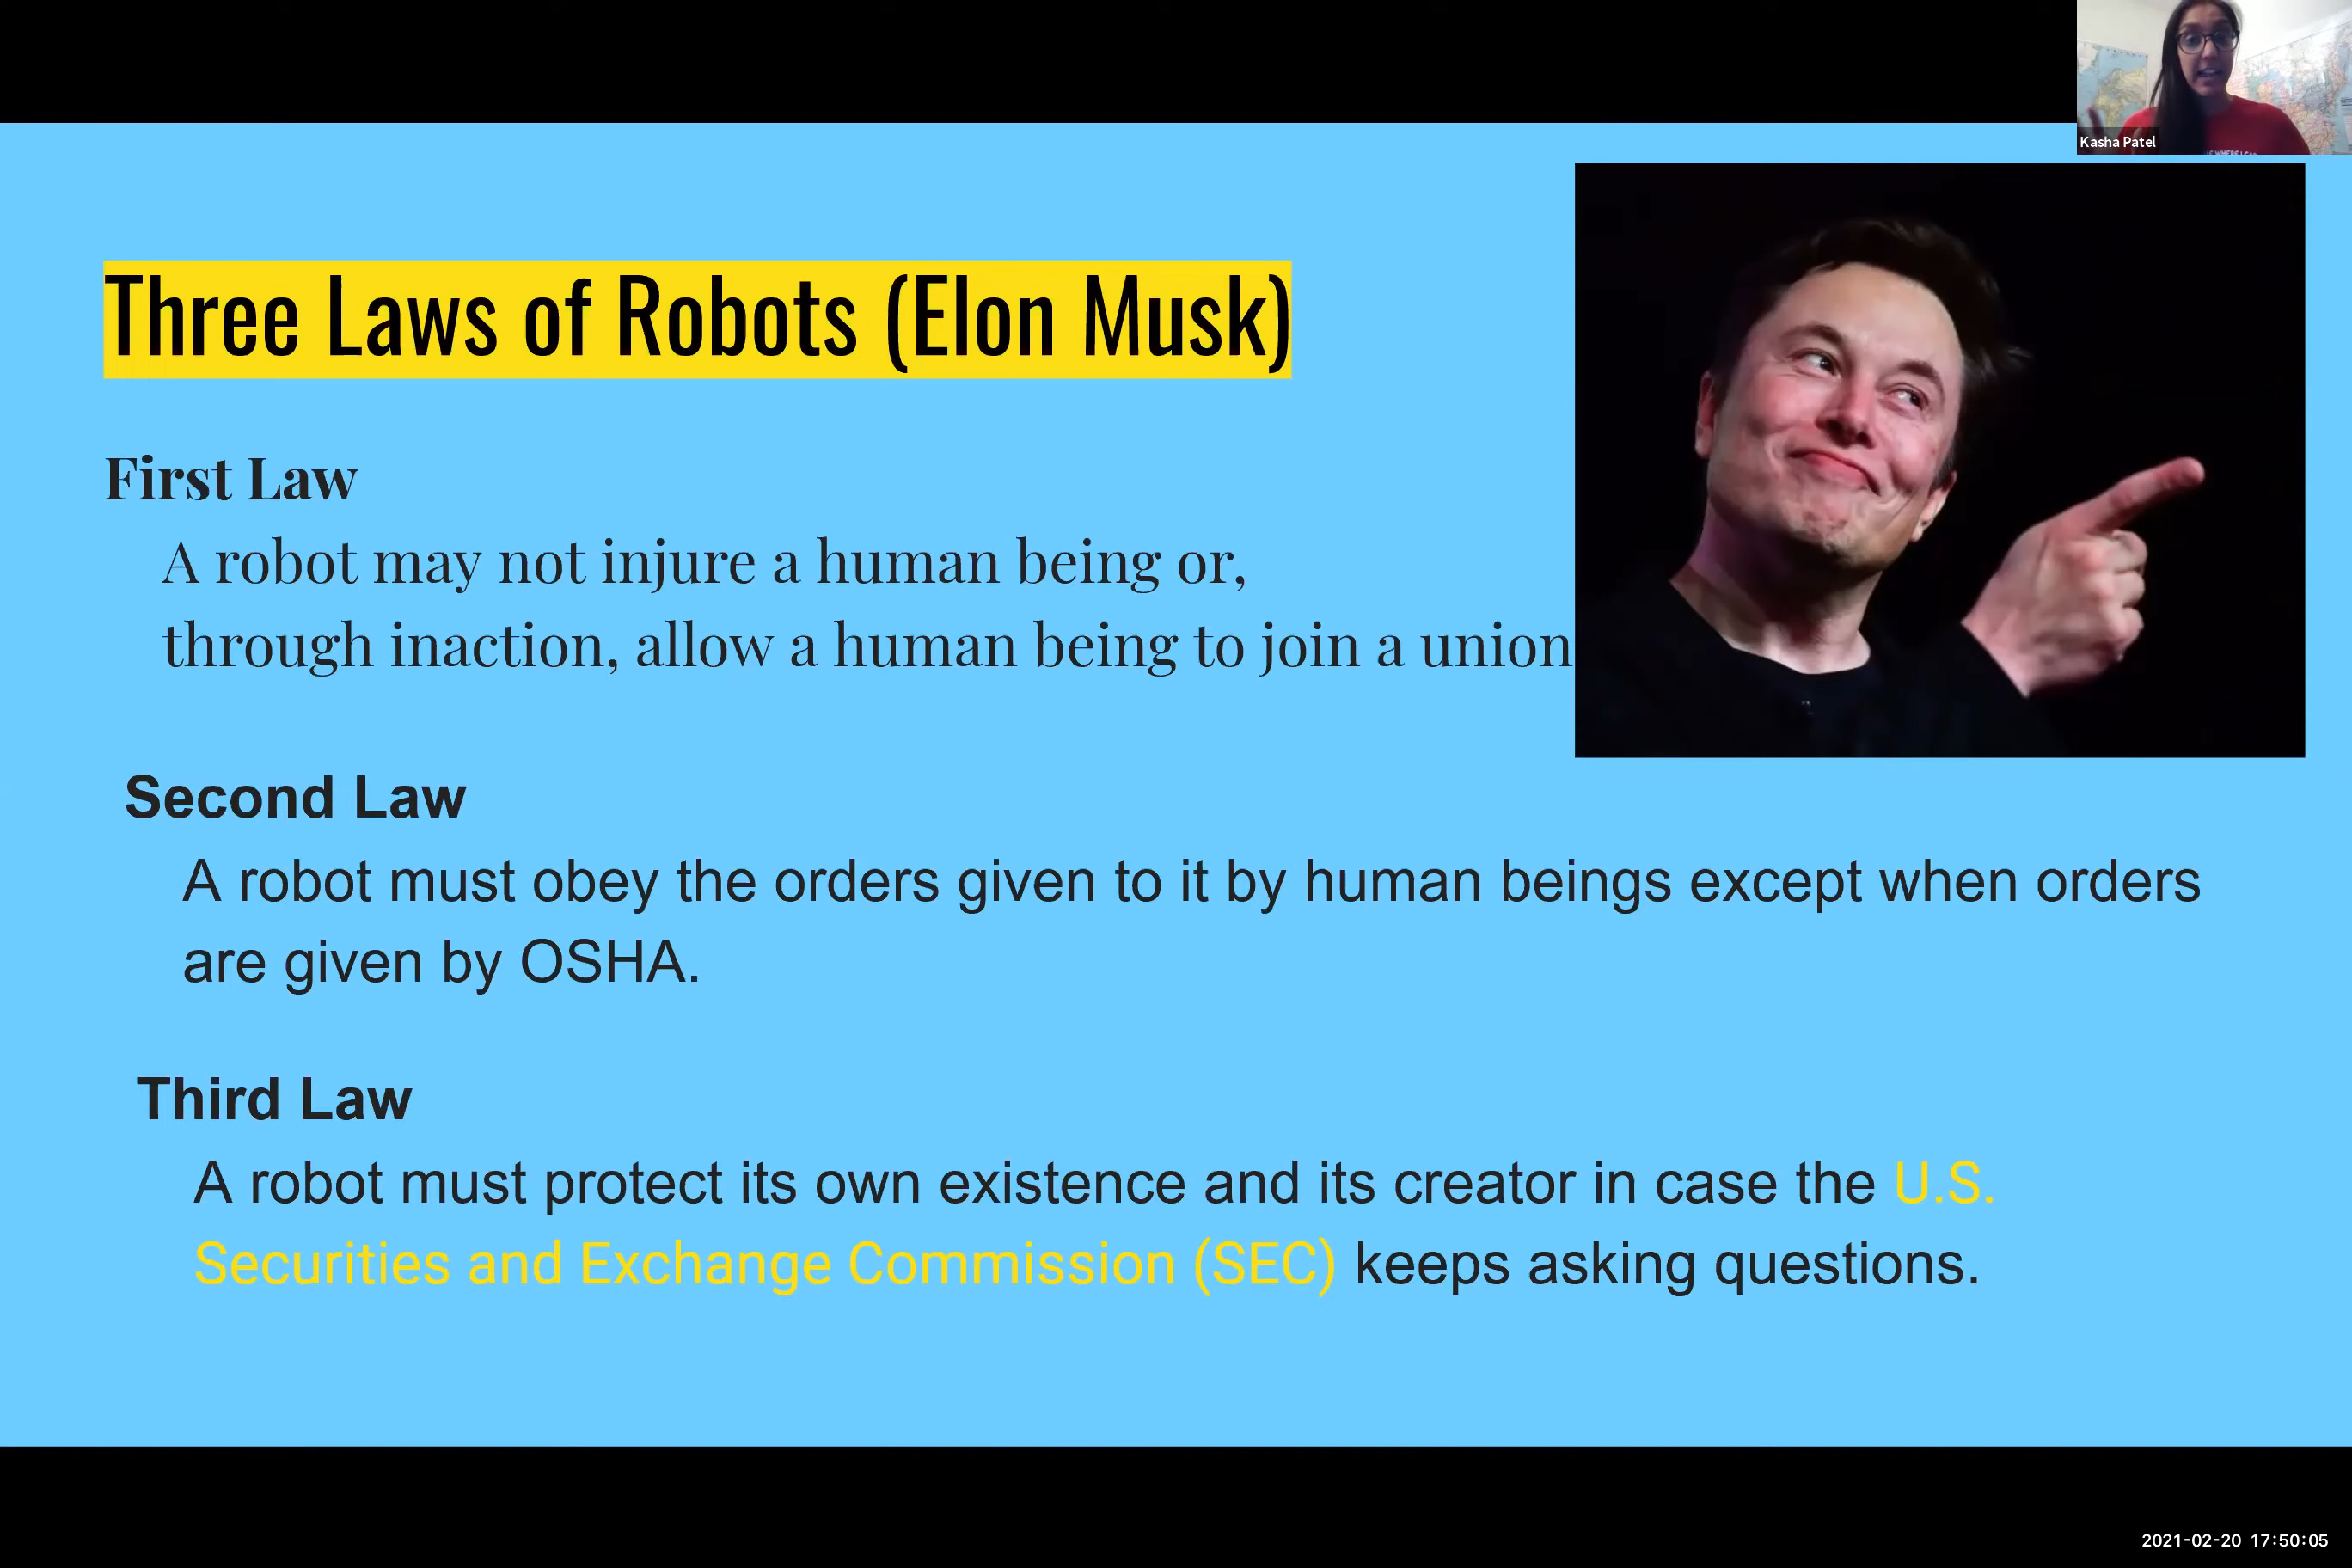 Kasha Patel
Three Laws of Robots (Elon Musk)
First Law
A robot may not injure a human being or,
through inaction, allow a human being to join a union
Second Law
A robot must obey the orders given to it by human beings except when orders
are given by OSHA.
Third Law
A robot must protect its own existence and its creator in case the U.S.
Securities and Exchange Commission (SEC) keeps asking questions.
2021-02-20 17:50:05